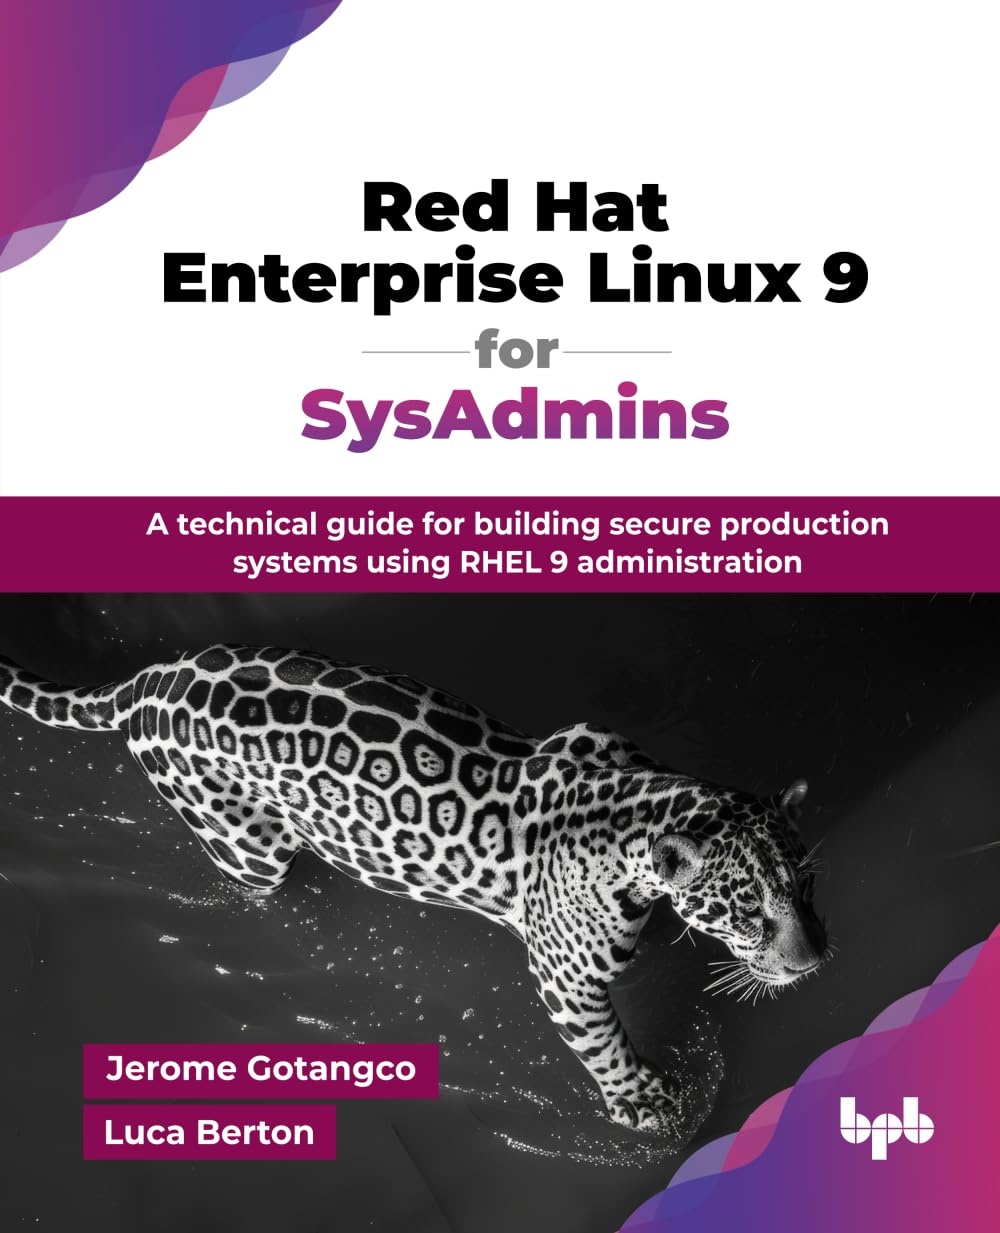 Red Hat
Enterprise Linux 9
for
SysAdmins
A technical guide for building secure production
systems using RHEL 9 administration
Jerome Gotangco
Luca Berton
bpb